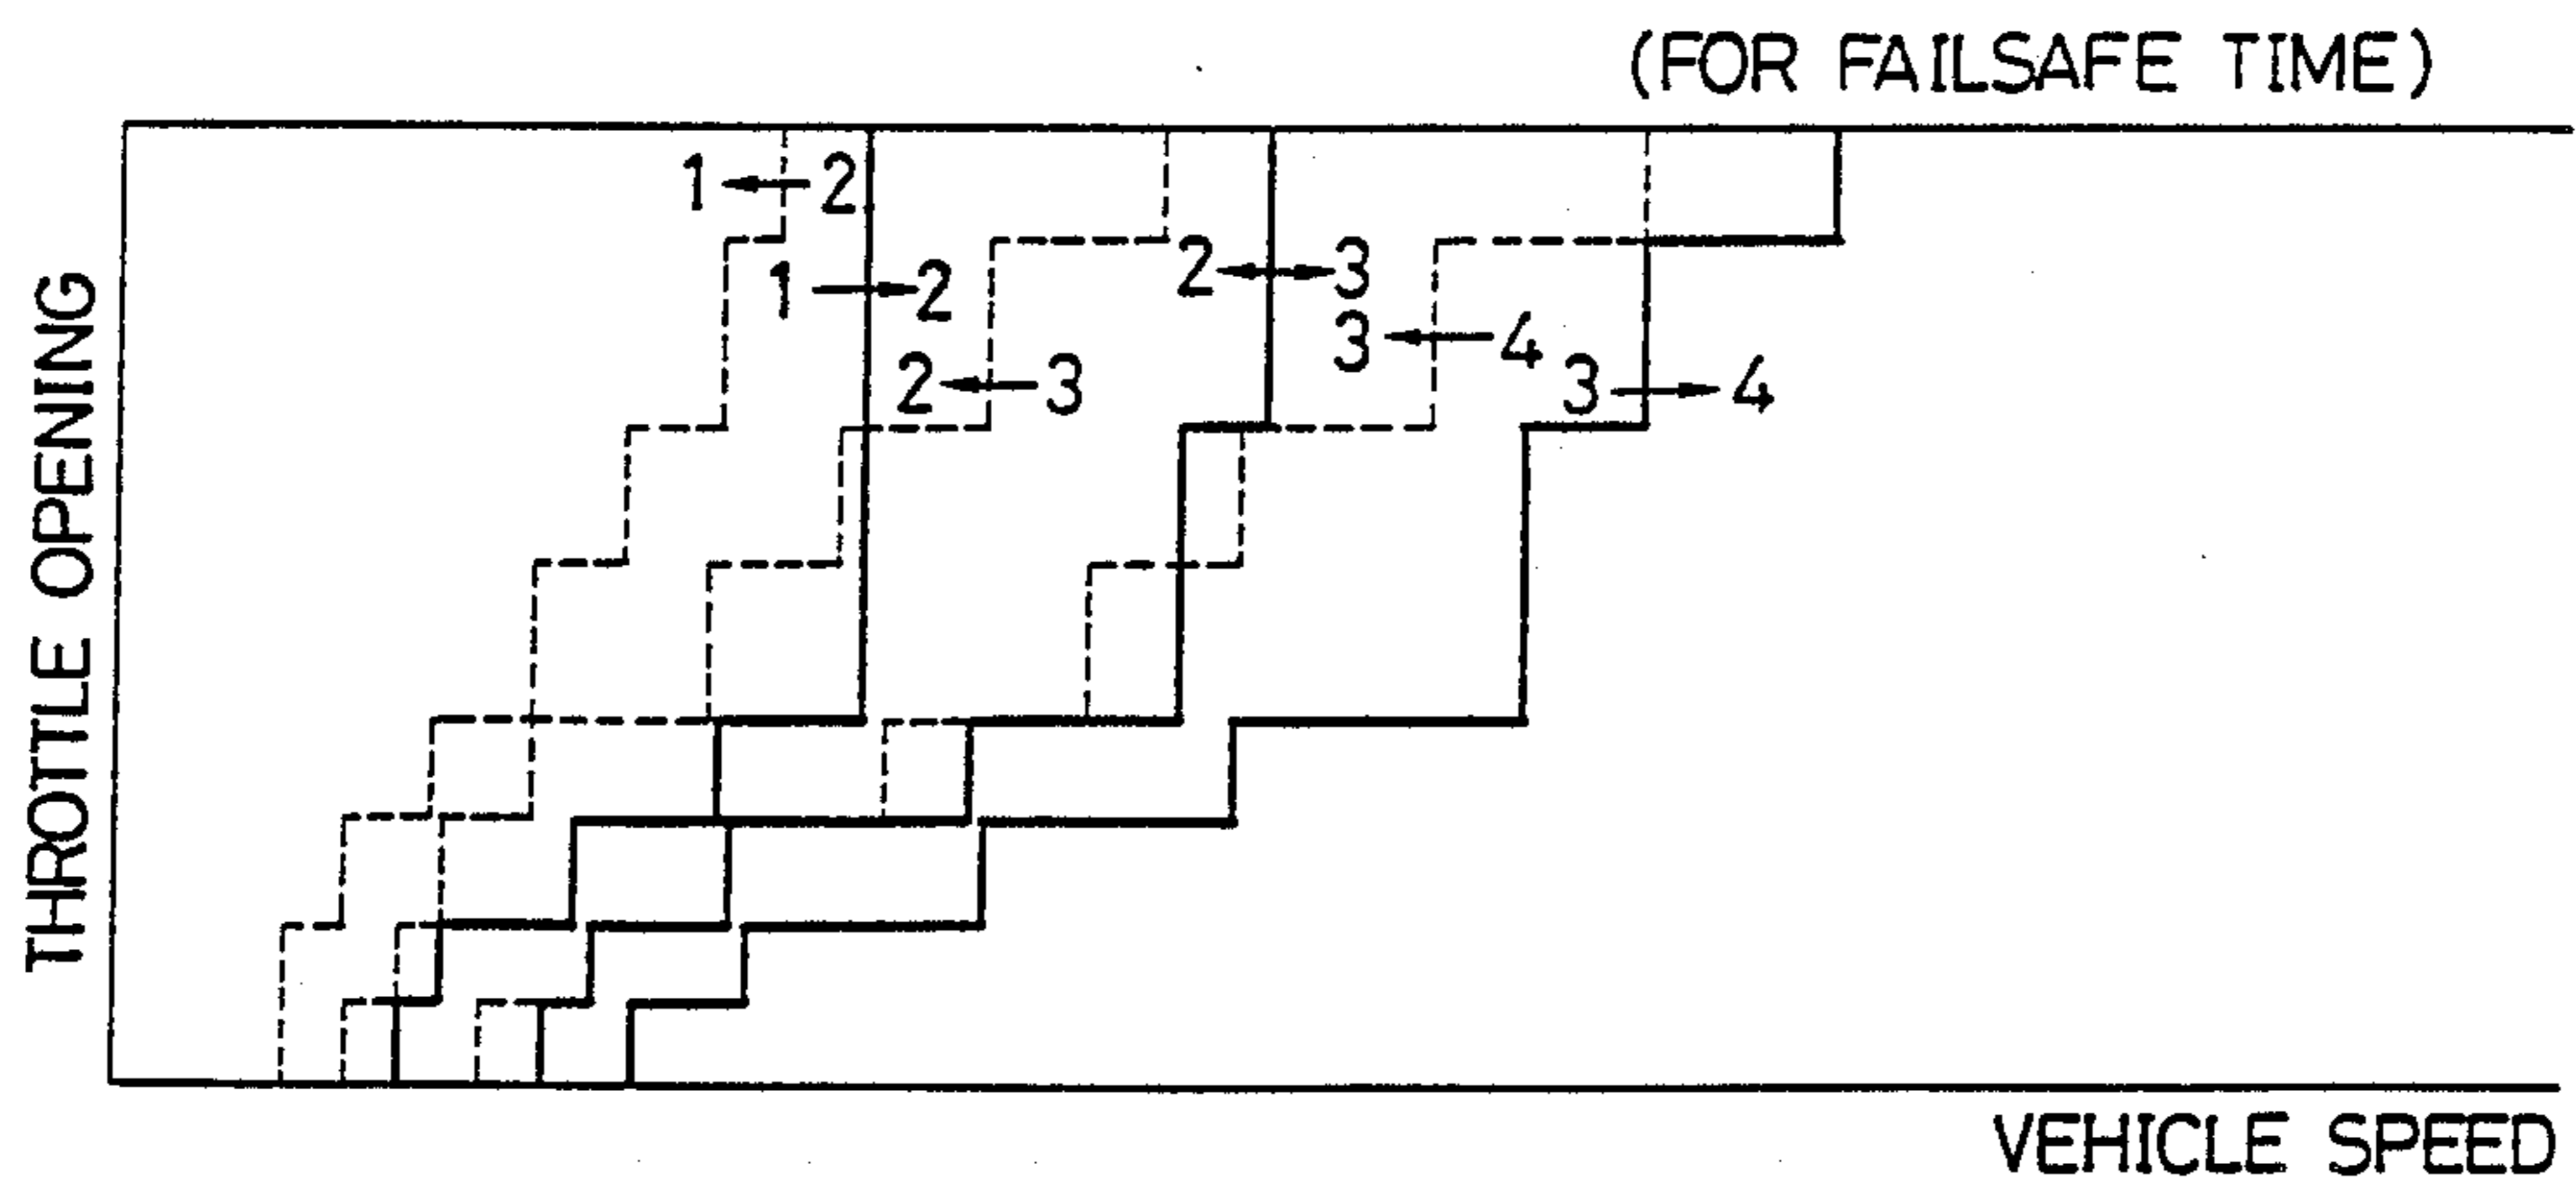 (FOR FAILSAFE TIME)
1 ← 2
1 → 2
2 ↔ 3
3 ← 4
2 ← 3
3 → 4
THROTTLE OPENING
VEHICLE SPEED